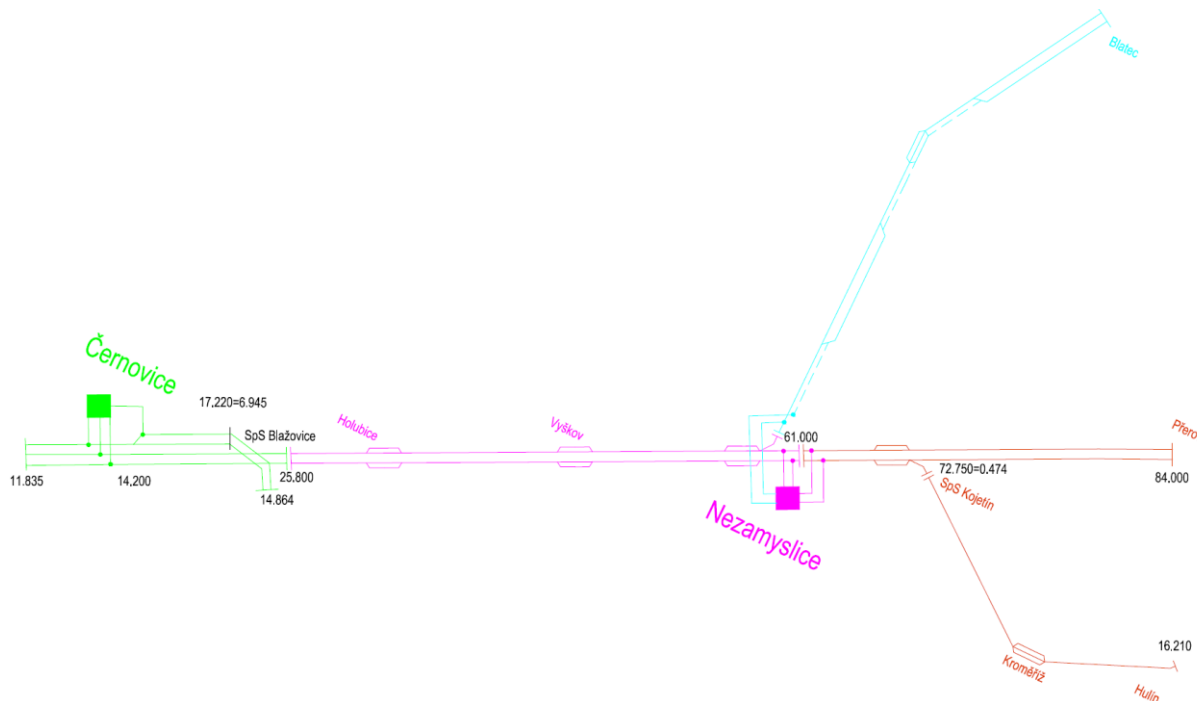 Blatec
Černovice
17,220=6.945
SpS Blažovice
Holubice
Vyškov
61.000
Přero
11.835
14,200
25,800
14.864
72.750=0.474
SpS Kojetín
84,000
Nezamyslice
Kroměříž
16.210
Hulín